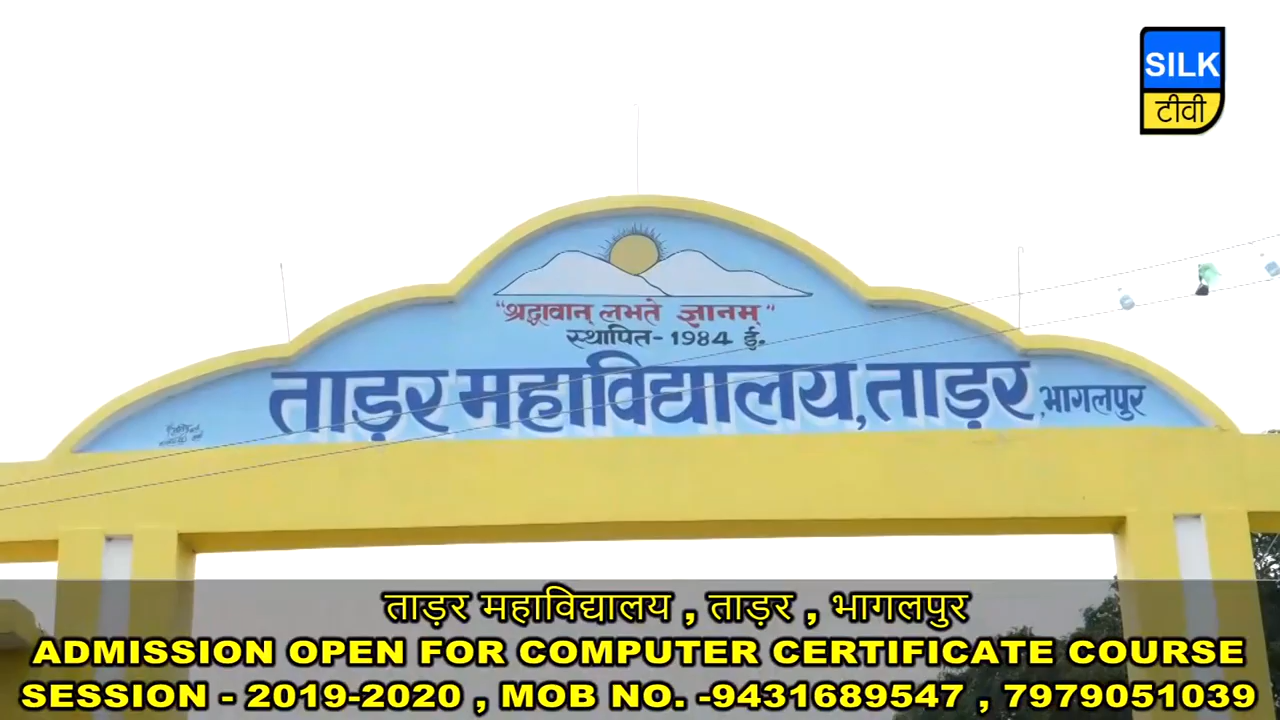 SILK
टीवी
"श्रद्धावान् लभते ज्ञानम्"
स्थापित-1984 ई.
ताड़र महाविद्यालय, ताड़र, भागलपुर
ताड़र महाविद्यालय , ताड़र , भागलपुर
ADMISSION OPEN FOR COMPUTER CERTIFICATE COURSE
SESSION - 2019-2020 , MOB NO. -9431689547 , 7979051039